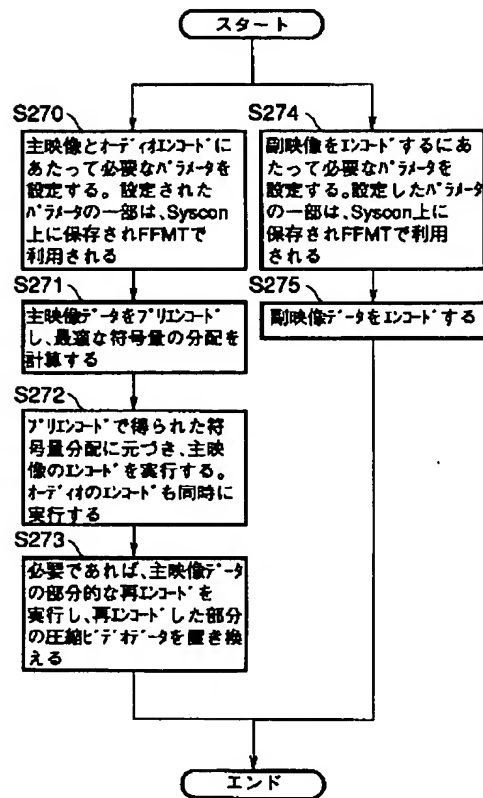 スタート
S270
主映像とオーディオエンコードに
あたって必要なパラメータを
設定する。設定された
パラメータの一部は、Syscon
上に保存されFFMTで
利用される
S271
主映像データをプリエンコード
し、最適な符号量の分配を
計算する
S272
プリエンコードで得られた符
号量分配に元づき、主映
像のエンコードを実行する。
オーディオのエンコードも同時に
実行する
S273
必要であれば、主映像データ
の部分的な再エンコードを
実行し、再エンコードした部分
の圧縮ビデオデータを置き換
える
S274
副映像をエンコードするにあ
たって必要なパラメータを
設定する。設定したパラメータ
の一部は、Syscon上に
保存されFFMTで利用
される
S275
副映像データをエンコードする
エンド